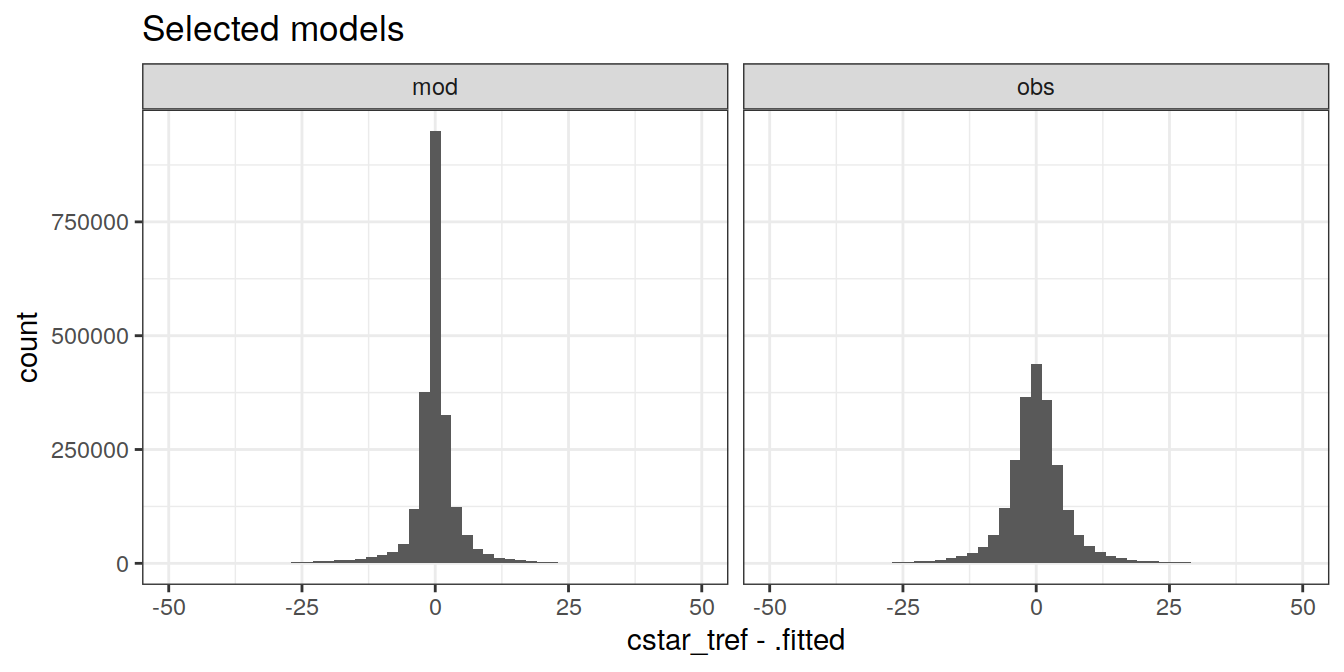 Selected models
mod obs
count
750000
500000
250000
0
-50 -25 0 25 50 -50 -25 0 25 50
cstar_tref - .fitted